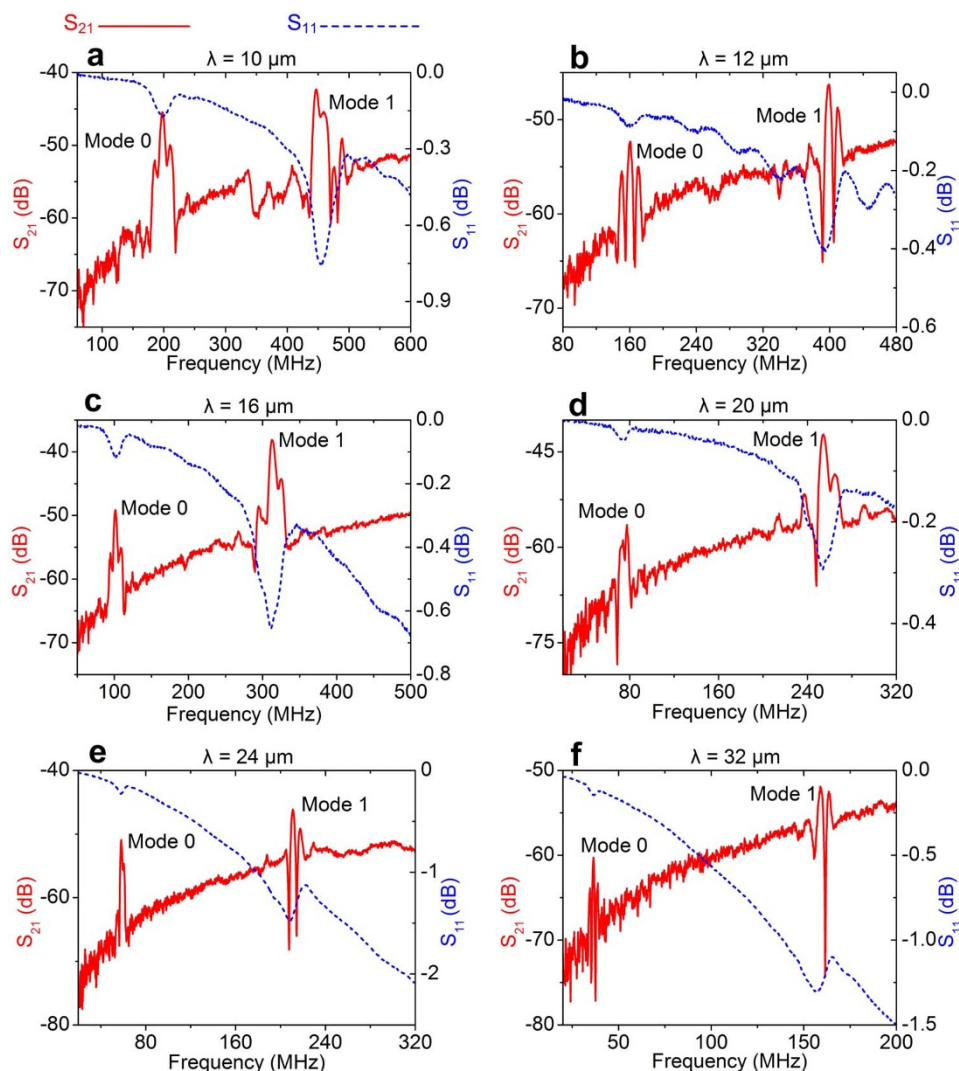 S21 S11
a λ = 10 µm
-40
-50
-60
-70
S21 (dB)
Mode 0
Mode 1
0.0
-0.3
-0.6
-0.9
S11 (dB)
100 200 300 400 500 600
Frequency (MHz)
b λ = 12 µm
-50
-60
-70
S21 (dB)
Mode 0
Mode 1
0.0
-0.2
-0.4
-0.6
S11 (dB)
80 160 240 320 400 480
Frequency (MHz)
c λ = 16 µm
-40
-50
-60
-70
S21 (dB)
Mode 0
Mode 1
0.0
-0.2
-0.4
-0.6
-0.8
S11 (dB)
100 200 300 400 500
Frequency (MHz)
d λ = 20 µm
-45
-60
-75
S21 (dB)
Mode 0
Mode 1
0.0
-0.2
-0.4
S11 (dB)
80 160 240 320
Frequency (MHz)
e λ = 24 µm
-40
-50
-60
-70
-80
S21 (dB)
Mode 0
Mode 1
0
-1
-2
S11 (dB)
80 160 240 320
Frequency (MHz)
f λ = 32 µm
-50
-60
-70
-80
S21 (dB)
Mode 0
Mode 1
0.0
-0.5
-1.0
-1.5
S11 (dB)
50 100 150 200
Frequency (MHz)